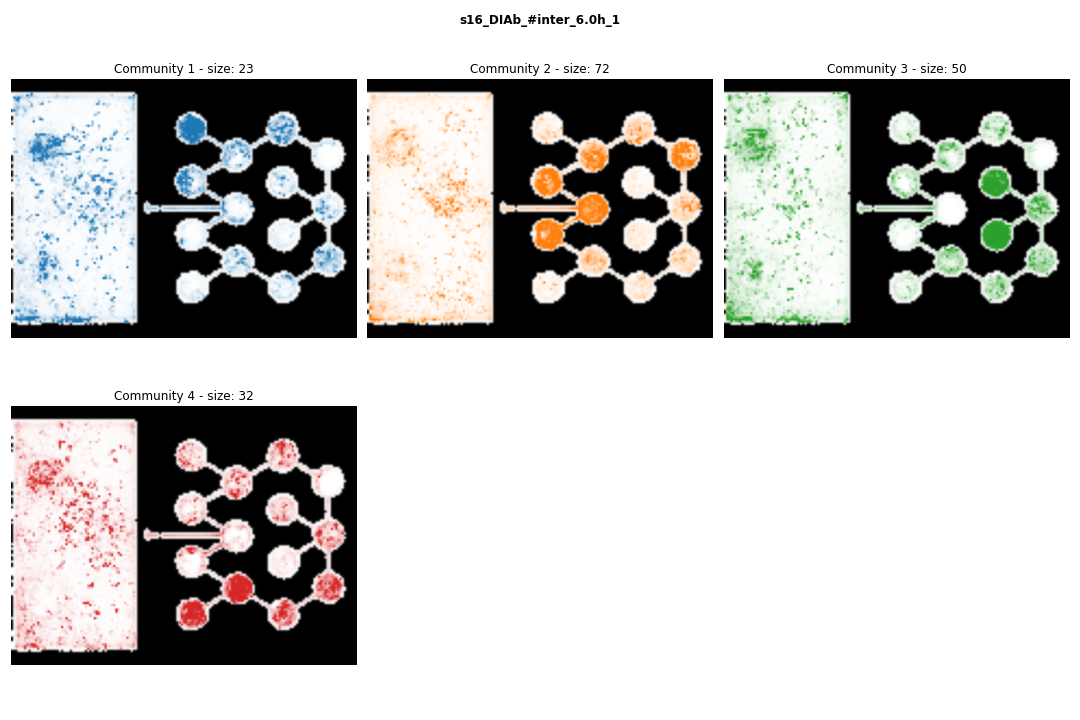 s16_DIAb_#inter_6.0h_1
Community 1 - size: 23
Community 2 - size: 72
Community 3 - size: 50
Community 4 - size: 32